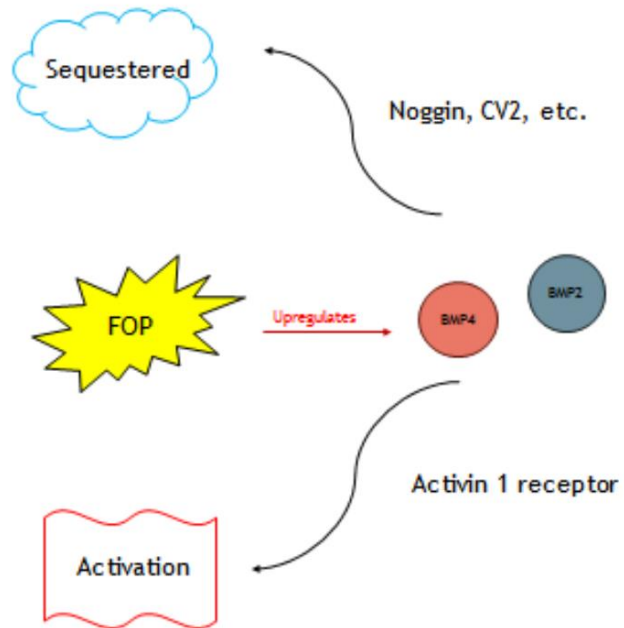 Sequestered
Noggin, CV2, etc.
BMP2
FOP
Upregulates
BMP4
Activin 1 receptor
Activation